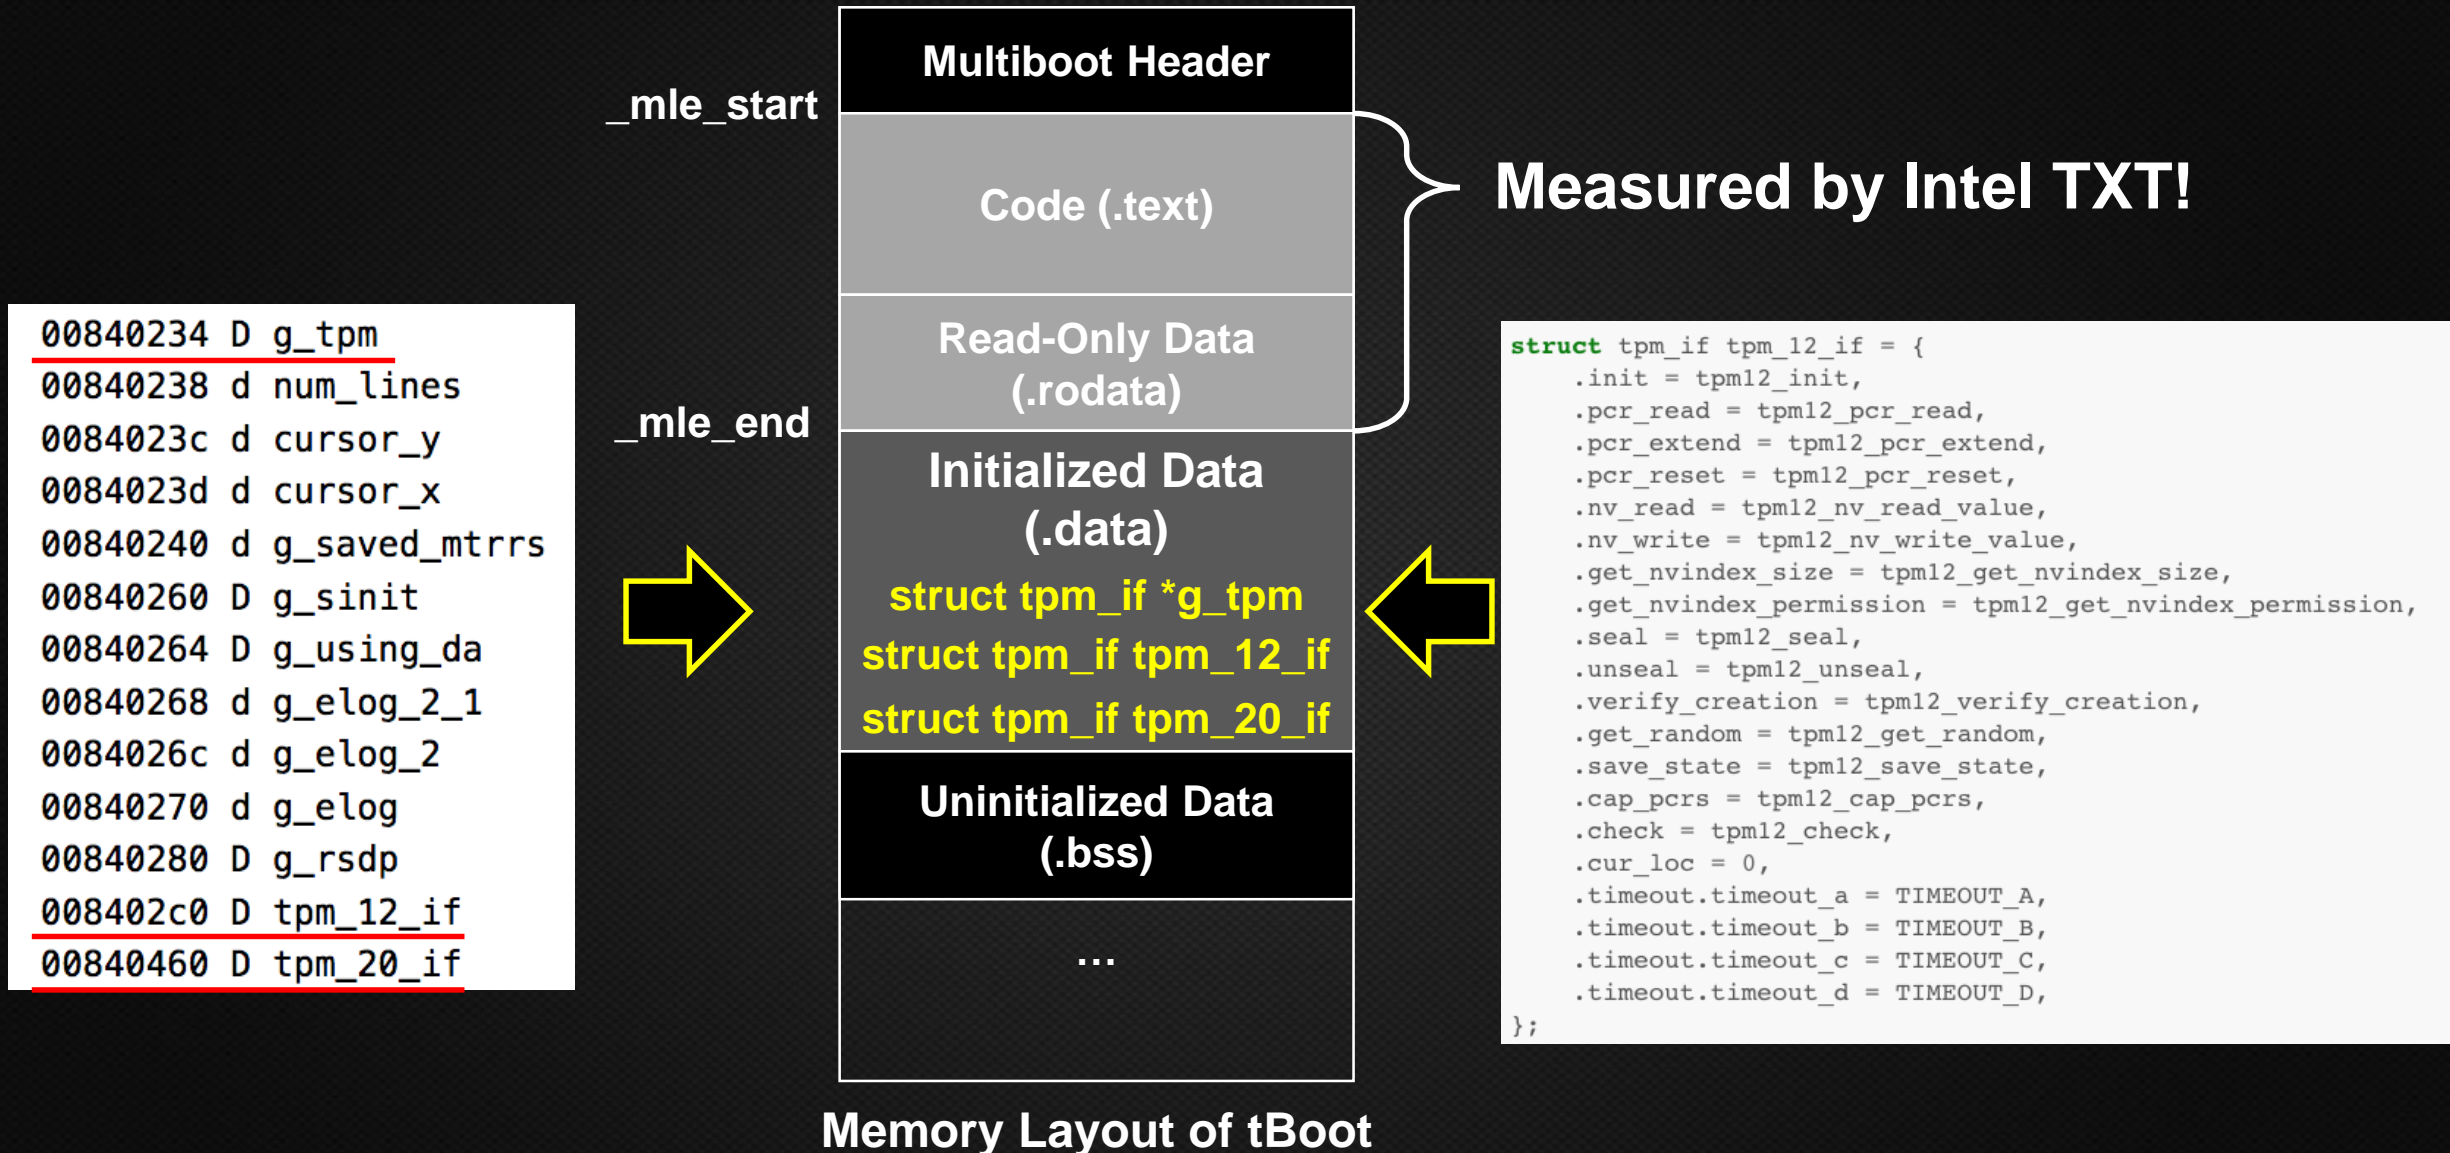 Multiboot Header
_mle_start
Code (.text)
Measured by Intel TXT!
Read-Only Data
(.rodata)
_mle_end
Initialized Data
(.data)
struct tpm_if *g_tpm
struct tpm_if tpm_12_if
struct tpm_if tpm_20_if
Uninitialized Data
(.bss)
...
Memory Layout of tBoot
00840234 D g_tpm
00840238 d num_lines
0084023c d cursor_y
0084023d d cursor_x
00840240 d g_saved_mtrrs
00840260 D g_sinit
00840264 D g_using_da
00840268 d g_elog_2_1
0084026c d g_elog_2
00840270 d g_elog
00840280 D g_rsdp
008402c0 D tpm_12_if
00840460 D tpm_20_if
struct tpm_if tpm_12_if = {
.init = tpm12_init,
.pcr_read = tpm12_pcr_read,
.pcr_extend = tpm12_pcr_extend,
.pcr_reset = tpm12_pcr_reset,
.nv_read = tpm12_nv_read_value,
.nv_write = tpm12_nv_write_value,
.get_nvindex_size = tpm12_get_nvindex_size,
.get_nvindex_permission = tpm12_get_nvindex_permission,
.seal = tpm12_seal,
.unseal = tpm12_unseal,
.verify_creation = tpm12_verify_creation,
.get_random = tpm12_get_random,
.save_state = tpm12_save_state,
.cap_pcrs = tpm12_cap_pcrs,
.check = tpm12_check,
.cur_loc = 0,
.timeout.timeout_a = TIMEOUT_A,
.timeout.timeout_b = TIMEOUT_B,
.timeout.timeout_c = TIMEOUT_C,
.timeout.timeout_d = TIMEOUT_D,
};